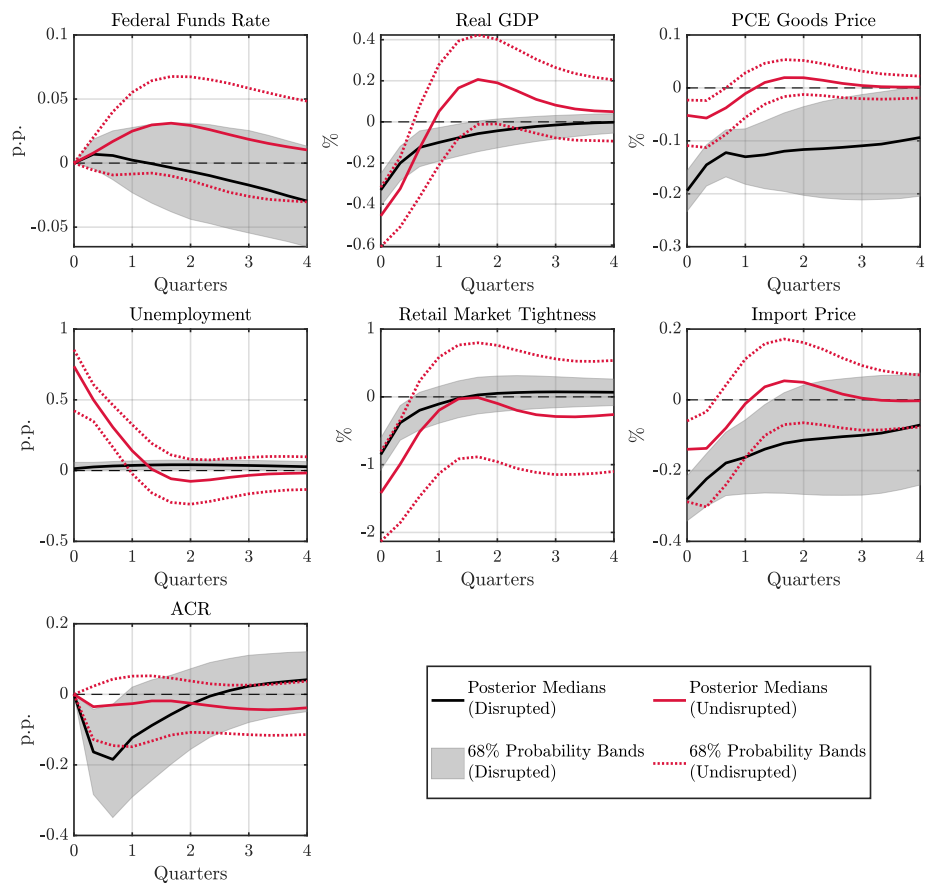 Federal Funds Rate
0.1
0.05
0
-0.05
p.p.
0 1 2 3 4
Quarters
Real GDP
0.4
0.2
0
-0.2
-0.4
-0.6
%
0 1 2 3 4
Quarters
PCE Goods Price
0.1
0
-0.1
-0.2
-0.3
%
0 1 2 3 4
Quarters
Unemployment
1
0.5
0
-0.5
p.p.
0 1 2 3 4
Quarters
Retail Market Tightness
1
0
-1
-2
%
0 1 2 3 4
Quarters
Import Price
0.2
0
-0.2
-0.4
%
0 1 2 3 4
Quarters
ACR
0.2
0
-0.2
-0.4
p.p.
0 1 2 3 4
Quarters
Posterior Medians
(Disrupted)
Posterior Medians
(Undisrupted)
68% Probability Bands
(Disrupted)
68% Probability Bands
(Undisrupted)